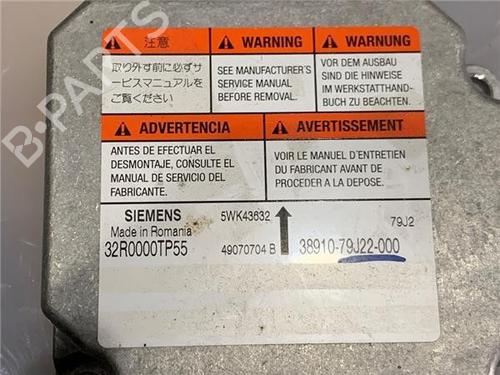 注意
取り外す前に必ずサ
ービスマニュアルを
ご覧ください
WARNING
SEE MANUFACTURER'S
SERVICE MANUAL
BEFORE REMOVAL.
WARNUNG
VOR DEM AUSBAU
SIND DIE HINWEISE
IM WERKSTATTHAND-
BUCH ZU BEACHTEN.
ADVERTENCIA
ANTES DE EFECTUAR EL
DESMONTAJE, CONSULTE EL
MANUAL DE SERVICIO DEL
FABRICANTE.
AVERTISSEMENT
VOIR LE MANUEL D'ENTRETIEN
DU FABRICANT AVANT DE
PROCEDER A LA DEPOSE.
SIEMENS
5WK43632
79J2
Made in Romania
32R0000TP55
49070704 B
38910-79J22-000
B-PARTS